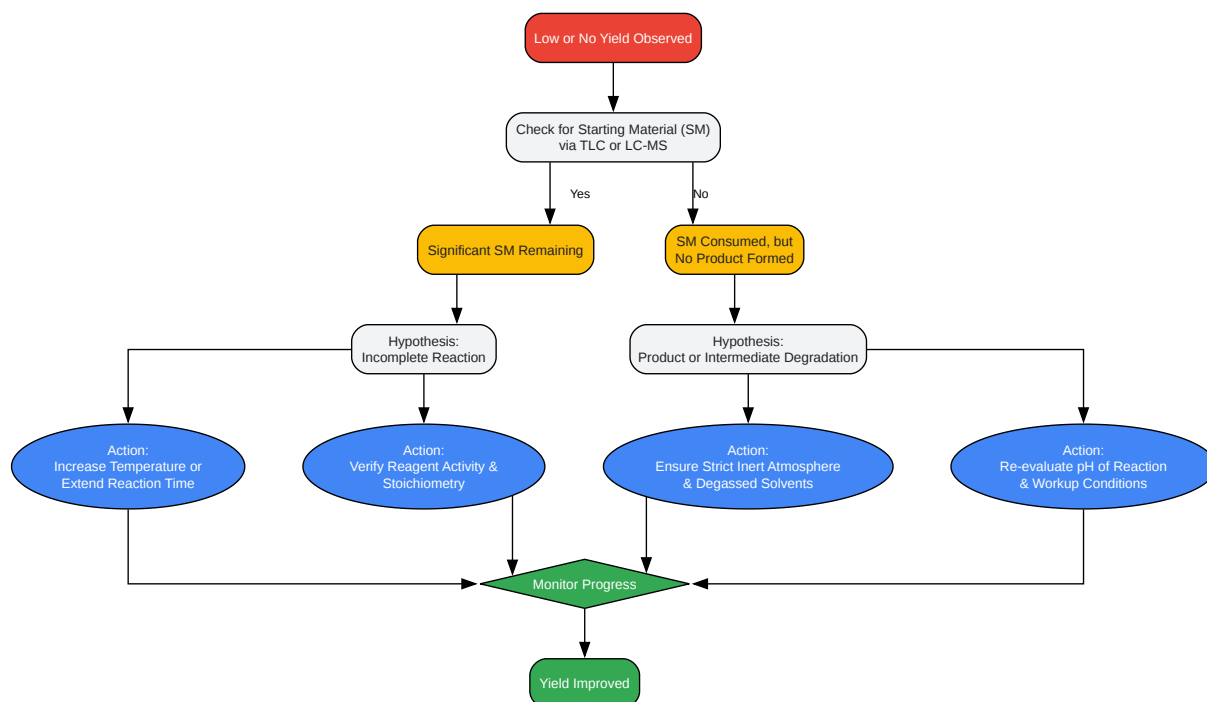 Low or No Yield Observed
Check for Starting Material (SM)
via TLC or LC-MS
Yes
No
Significant SM Remaining
SM Consumed, but
No Product Formed
Hypothesis:
Incomplete Reaction
Hypothesis:
Product or Intermediate Degradation
Action:
Increase Temperature or
Extend Reaction Time
Action:
Verify Reagent Activity &
Stoichiometry
Action:
Ensure Strict Inert Atmosphere
& Degassed Solvents
Action:
Re-evaluate pH of Reaction
& Workup Conditions
Monitor Progress
Yield Improved